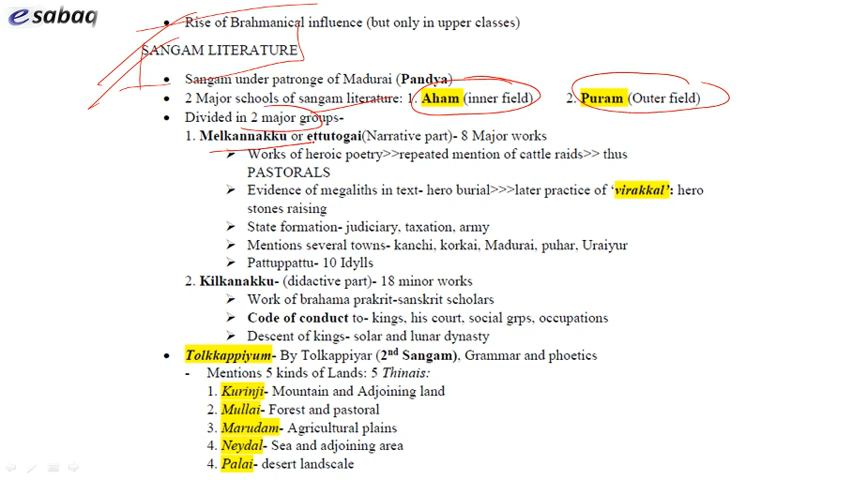 esabaq
• Rise of Brahmanical influence (but only in upper classes)
SANGAM LITERATURE
• Sangam under patronge of Madurai (Pandya)
• 2 Major schools of sangam literature: 1. Aham (inner field) 2. Puram (Outer field)
• Divided in 2 major groups-
1. Melkannakku or ettutogai(Narrative part)- 8 Major works
➢ Works of heroic poetry>>repeated mention of cattle raids>> thus
PASTORALS
➢ Evidence of megaliths in text- hero burial>>>later practice of ‘virakkal’: hero
stones raising
➢ State formation- judiciary, taxation, army
➢ Mentions several towns- kanchi, korkai, Madurai, puhar, Uraiyur
➢ Pattuppattu- 10 Idylls
2. Kilkanakku- (didactive part)- 18 minor works
➢ Work of brahama prakrit-sanskrit scholars
➢ Code of conduct to- kings, his court, social grps, occupations
➢ Descent of kings- solar and lunar dynasty
• Tolkkappiyum- By Tolkappiyar (2nd Sangam), Grammar and phoetics
- Mentions 5 kinds of Lands: 5 Thinais:
1. Kurinji- Mountain and Adjoining land
2. Mullai- Forest and pastoral
3. Marudam- Agricultural plains
4. Neydal- Sea and adjoining area
4. Palai- desert landscale